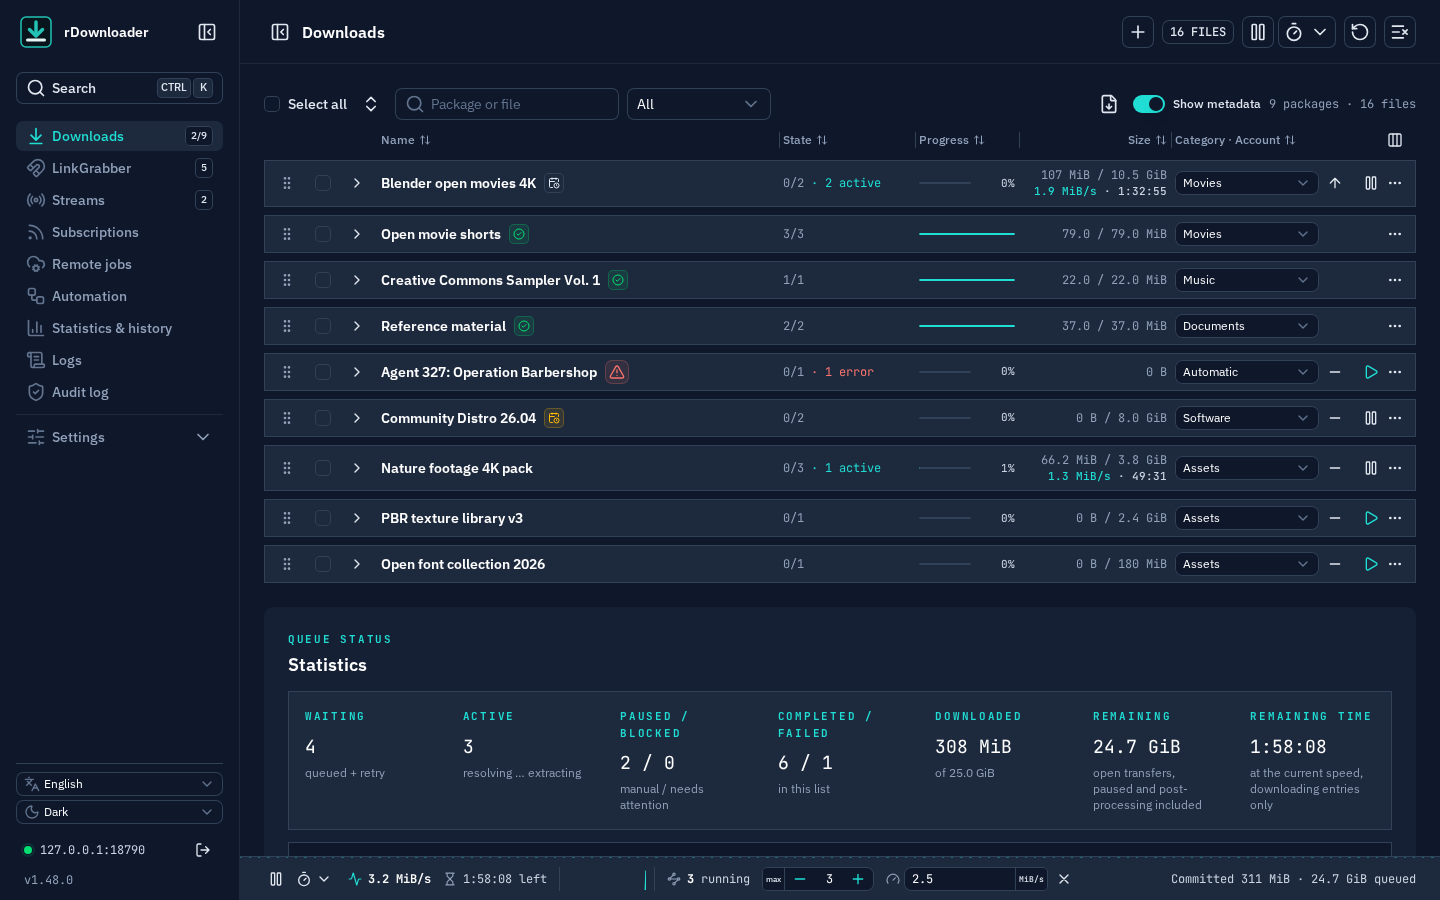 rDownloader
Search CTRL K
Downloads 2/9
LinkGrabber 5
Streams 2
Subscriptions
Remote jobs
Automation
Statistics & history
Logs
Audit log
Settings
English
Dark
127.0.0.1:18790
v1.48.0
Downloads
16 FILES
Select all
Package or file
All
Show metadata 9 packages · 16 files
Name State Progress Size Category · Account
Blender open movies 4K 0/2 · 2 active 0% 107 MiB / 10.5 GiB Movies
1.9 MiB/s · 1:32:55
Open movie shorts 3/3 79.0 / 79.0 MiB Movies
Creative Commons Sampler Vol. 1 1/1 22.0 / 22.0 MiB Music
Reference material 2/2 37.0 / 37.0 MiB Documents
Agent 327: Operation Barbershop 0/1 · 1 error 0% 0 B Automatic
Community Distro 26.04 0/2 0% 0 B / 8.0 GiB Software
Nature footage 4K pack 0/3 · 1 active 1% 66.2 MiB / 3.8 GiB Assets
1.3 MiB/s · 49:31
PBR texture library v3 0/1 0% 0 B / 2.4 GiB Assets
Open font collection 2026 0/1 0% 0 B / 180 MiB Assets
QUEUE STATUS
Statistics
WAITING
4
queued + retry
ACTIVE
3
resolving … extracting
PAUSED /
BLOCKED
2 / 0
manual / needs
attention
COMPLETED /
FAILED
6 / 1
in this list
DOWNLOADED
308 MiB
of 25.0 GiB
REMAINING
24.7 GiB
open transfers,
paused and post-
processing included
REMAINING TIME
1:58:08
at the current speed,
downloading entries
only
3.2 MiB/s 1:58:08 left 3 running max 3 2.5 MiB/s Committed 311 MiB · 24.7 GiB queued